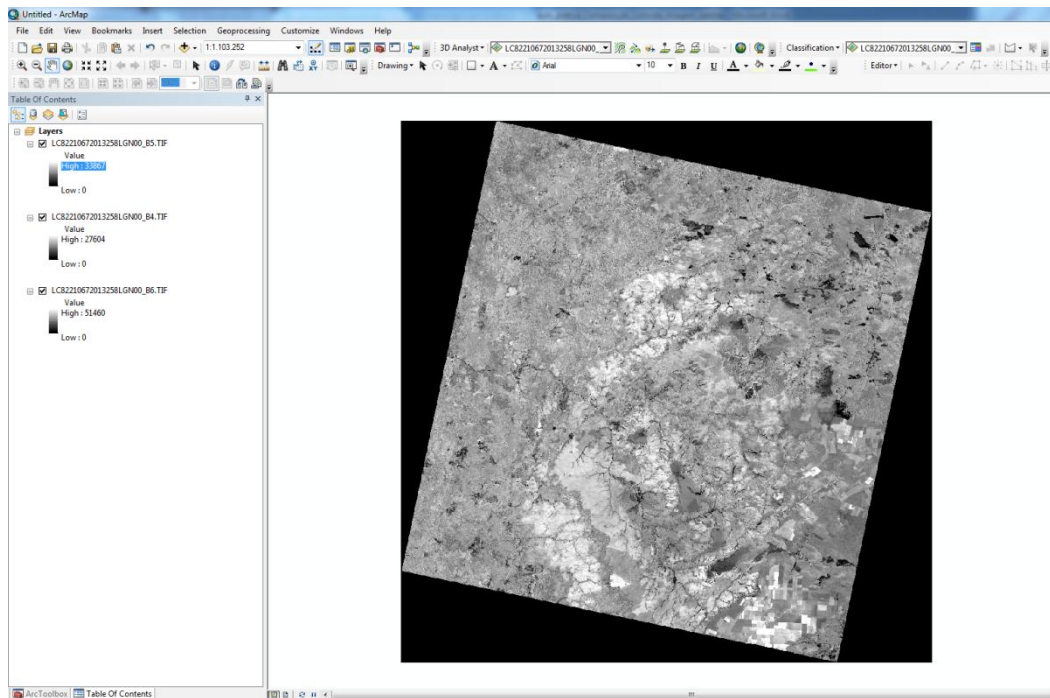 Untitled - ArcMap
File Edit View Bookmarks Insert Selection Geoprocessing Customize Windows Help
1:1.103.252 3D Analyst LC82210672013258LGN00_ Classification LC82210672013258LGN00_
Drawing A Arial 10 B I U A Editor
Table Of Contents
Layers
LC82210672013258LGN00_B5.TIF
Value
High : 33867
Low : 0
LC82210672013258LGN00_B4.TIF
Value
High : 27604
Low : 0
LC82210672013258LGN00_B6.TIF
Value
High : 51460
Low : 0
ArcToolbox Table Of Contents